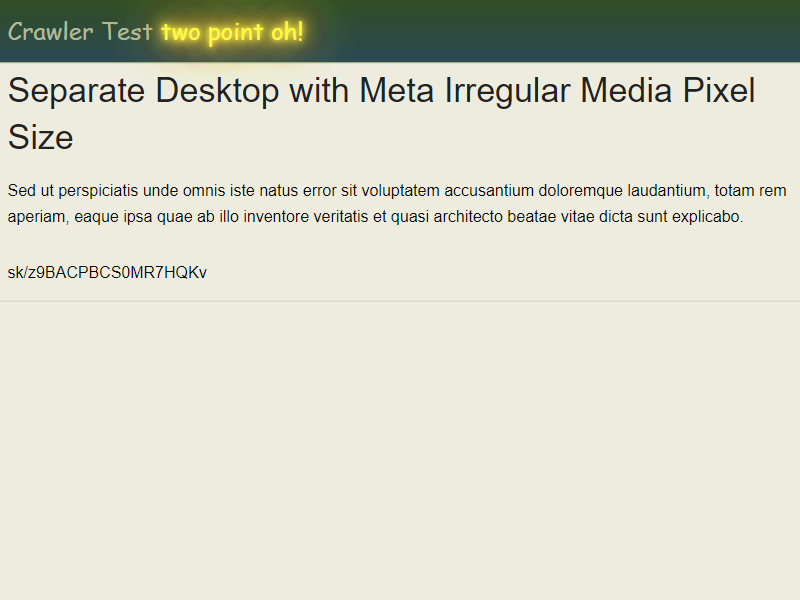 Crawler Test two point oh!
Separate Desktop with Meta Irregular Media Pixel
Size
Sed ut perspiciatis unde omnis iste natus error sit voluptatem accusantium doloremque laudantium, totam rem
aperiam, eaque ipsa quae ab illo inventore veritatis et quasi architecto beatae vitae dicta sunt explicabo.
sk/z9BACPBCS0MR7HQKv